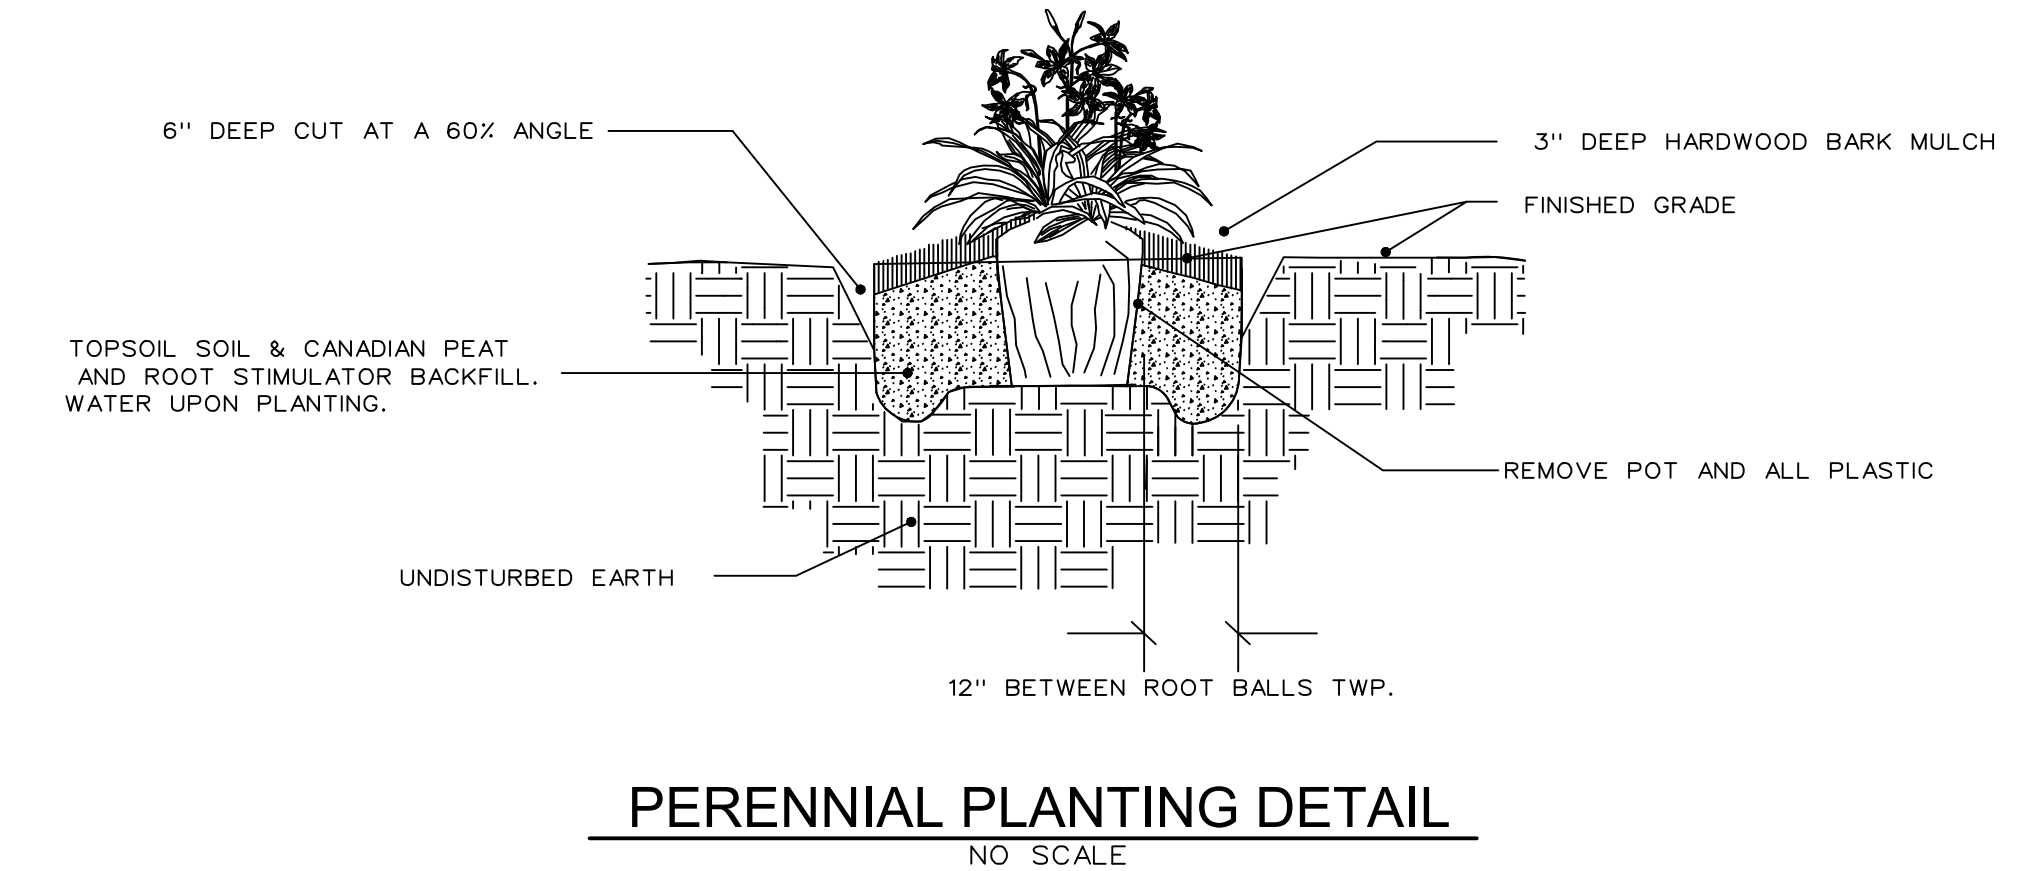 6'' DEEP CUT AT A 60% ANGLE
3'' DEEP HARDWOOD BARK MULCH
FINISHED GRADE
TOPSOIL SOIL & CANADIAN PEAT
AND ROOT STIMULATOR BACKFILL.
WATER UPON PLANTING.
REMOVE POT AND ALL PLASTIC
UNDISTURBED EARTH
12'' BETWEEN ROOT BALLS TWP.
PERENNIAL PLANTING DETAIL
NO SCALE